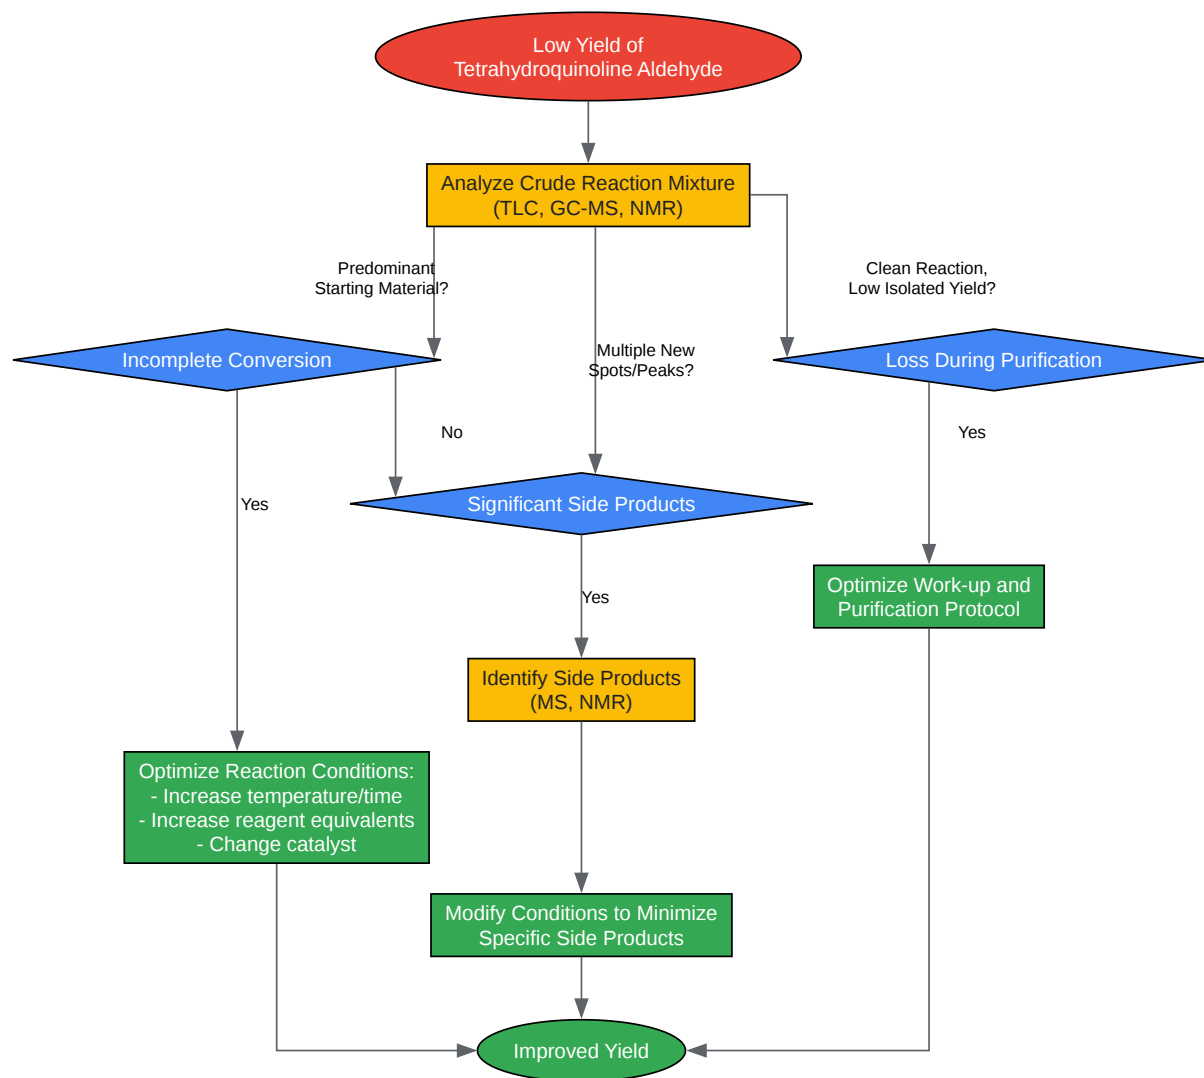 Low Yield of
Tetrahydroquinoline Aldehyde
Analyze Crude Reaction Mixture
(TLC, GC-MS, NMR)
Predominant
Starting Material?
Clean Reaction,
Low Isolated Yield?
Multiple New
Spots/Peaks?
Incomplete Conversion
Loss During Purification
No
Yes
Yes
Significant Side Products
Optimize Work-up and
Purification Protocol
Yes
Identify Side Products
(MS, NMR)
Optimize Reaction Conditions:
- Increase temperature/time
- Increase reagent equivalents
- Change catalyst
Modify Conditions to Minimize
Specific Side Products
Improved Yield